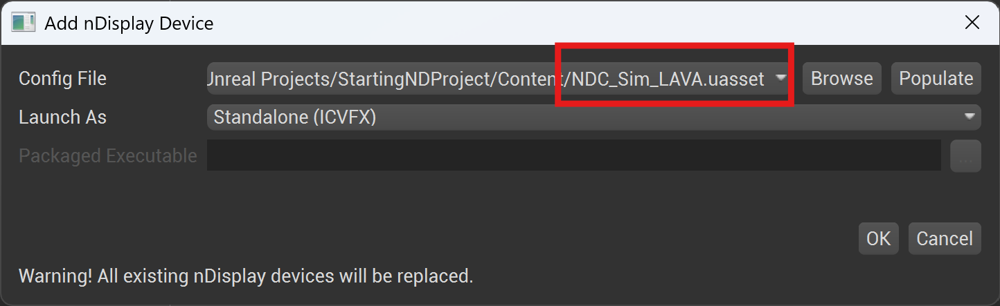 Add nDisplay Device
Config File Unreal Projects/StartingNDProject/Content/NDC_Sim_LAVA.uasset Browse Populate
Launch As Standalone (ICVFX)
Packaged Executable ...
OK Cancel
Warning! All existing nDisplay devices will be replaced.